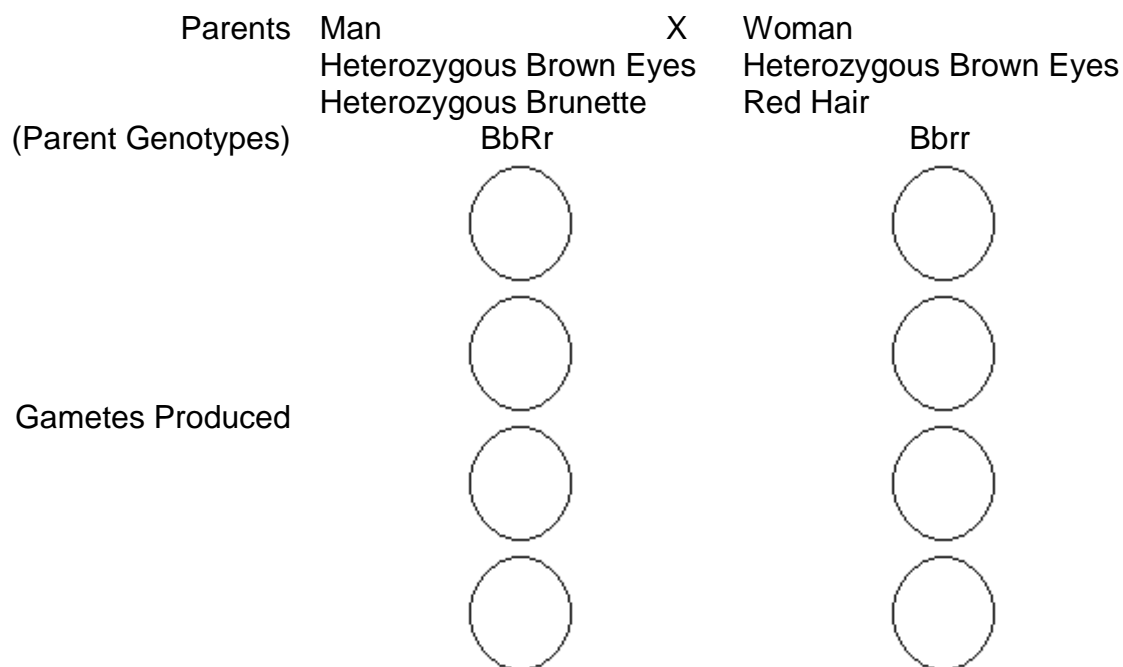 Parents Man X Woman
Heterozygous Brown Eyes Heterozygous Brown Eyes
Heterozygous Brunette Red Hair
(Parent Genotypes) BbRr Bbrr
Gametes Produced